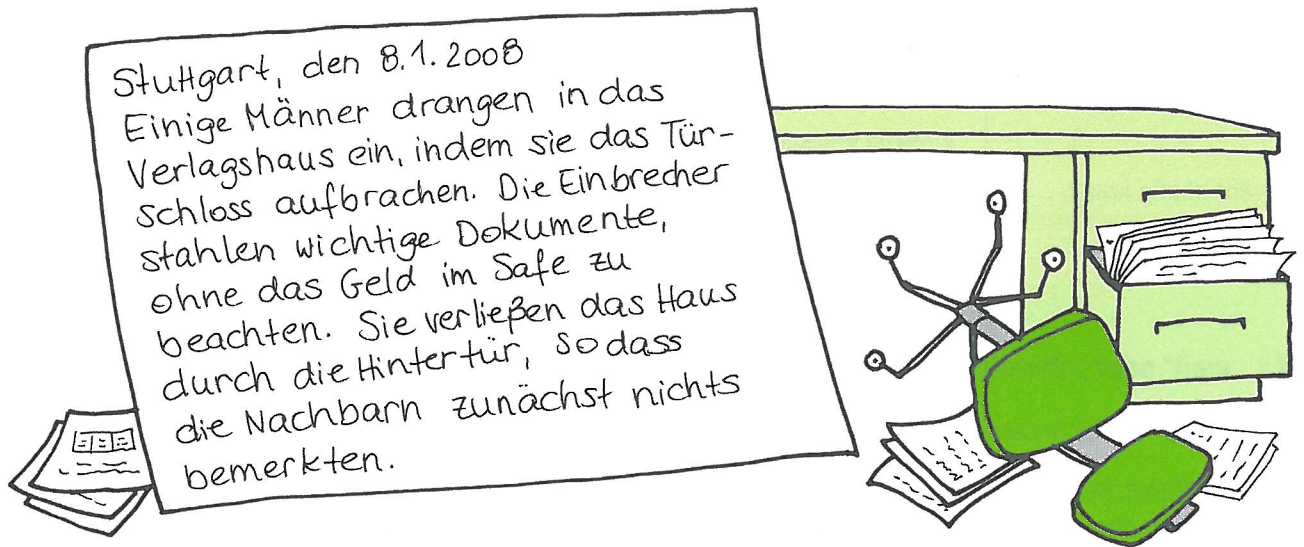 Stuttgart, den 8.1.2008
Einige Männer drangen in das
Verlagshaus ein, indem sie das Tür-
schloss aufbrachen. Die Einbrecher
stahlen wichtige Dokumente,
ohne das Geld im Safe zu
beachten. Sie verließen das Haus
durch die Hintertür, sodass
die Nachbarn zunächst nichts
bemerkten.